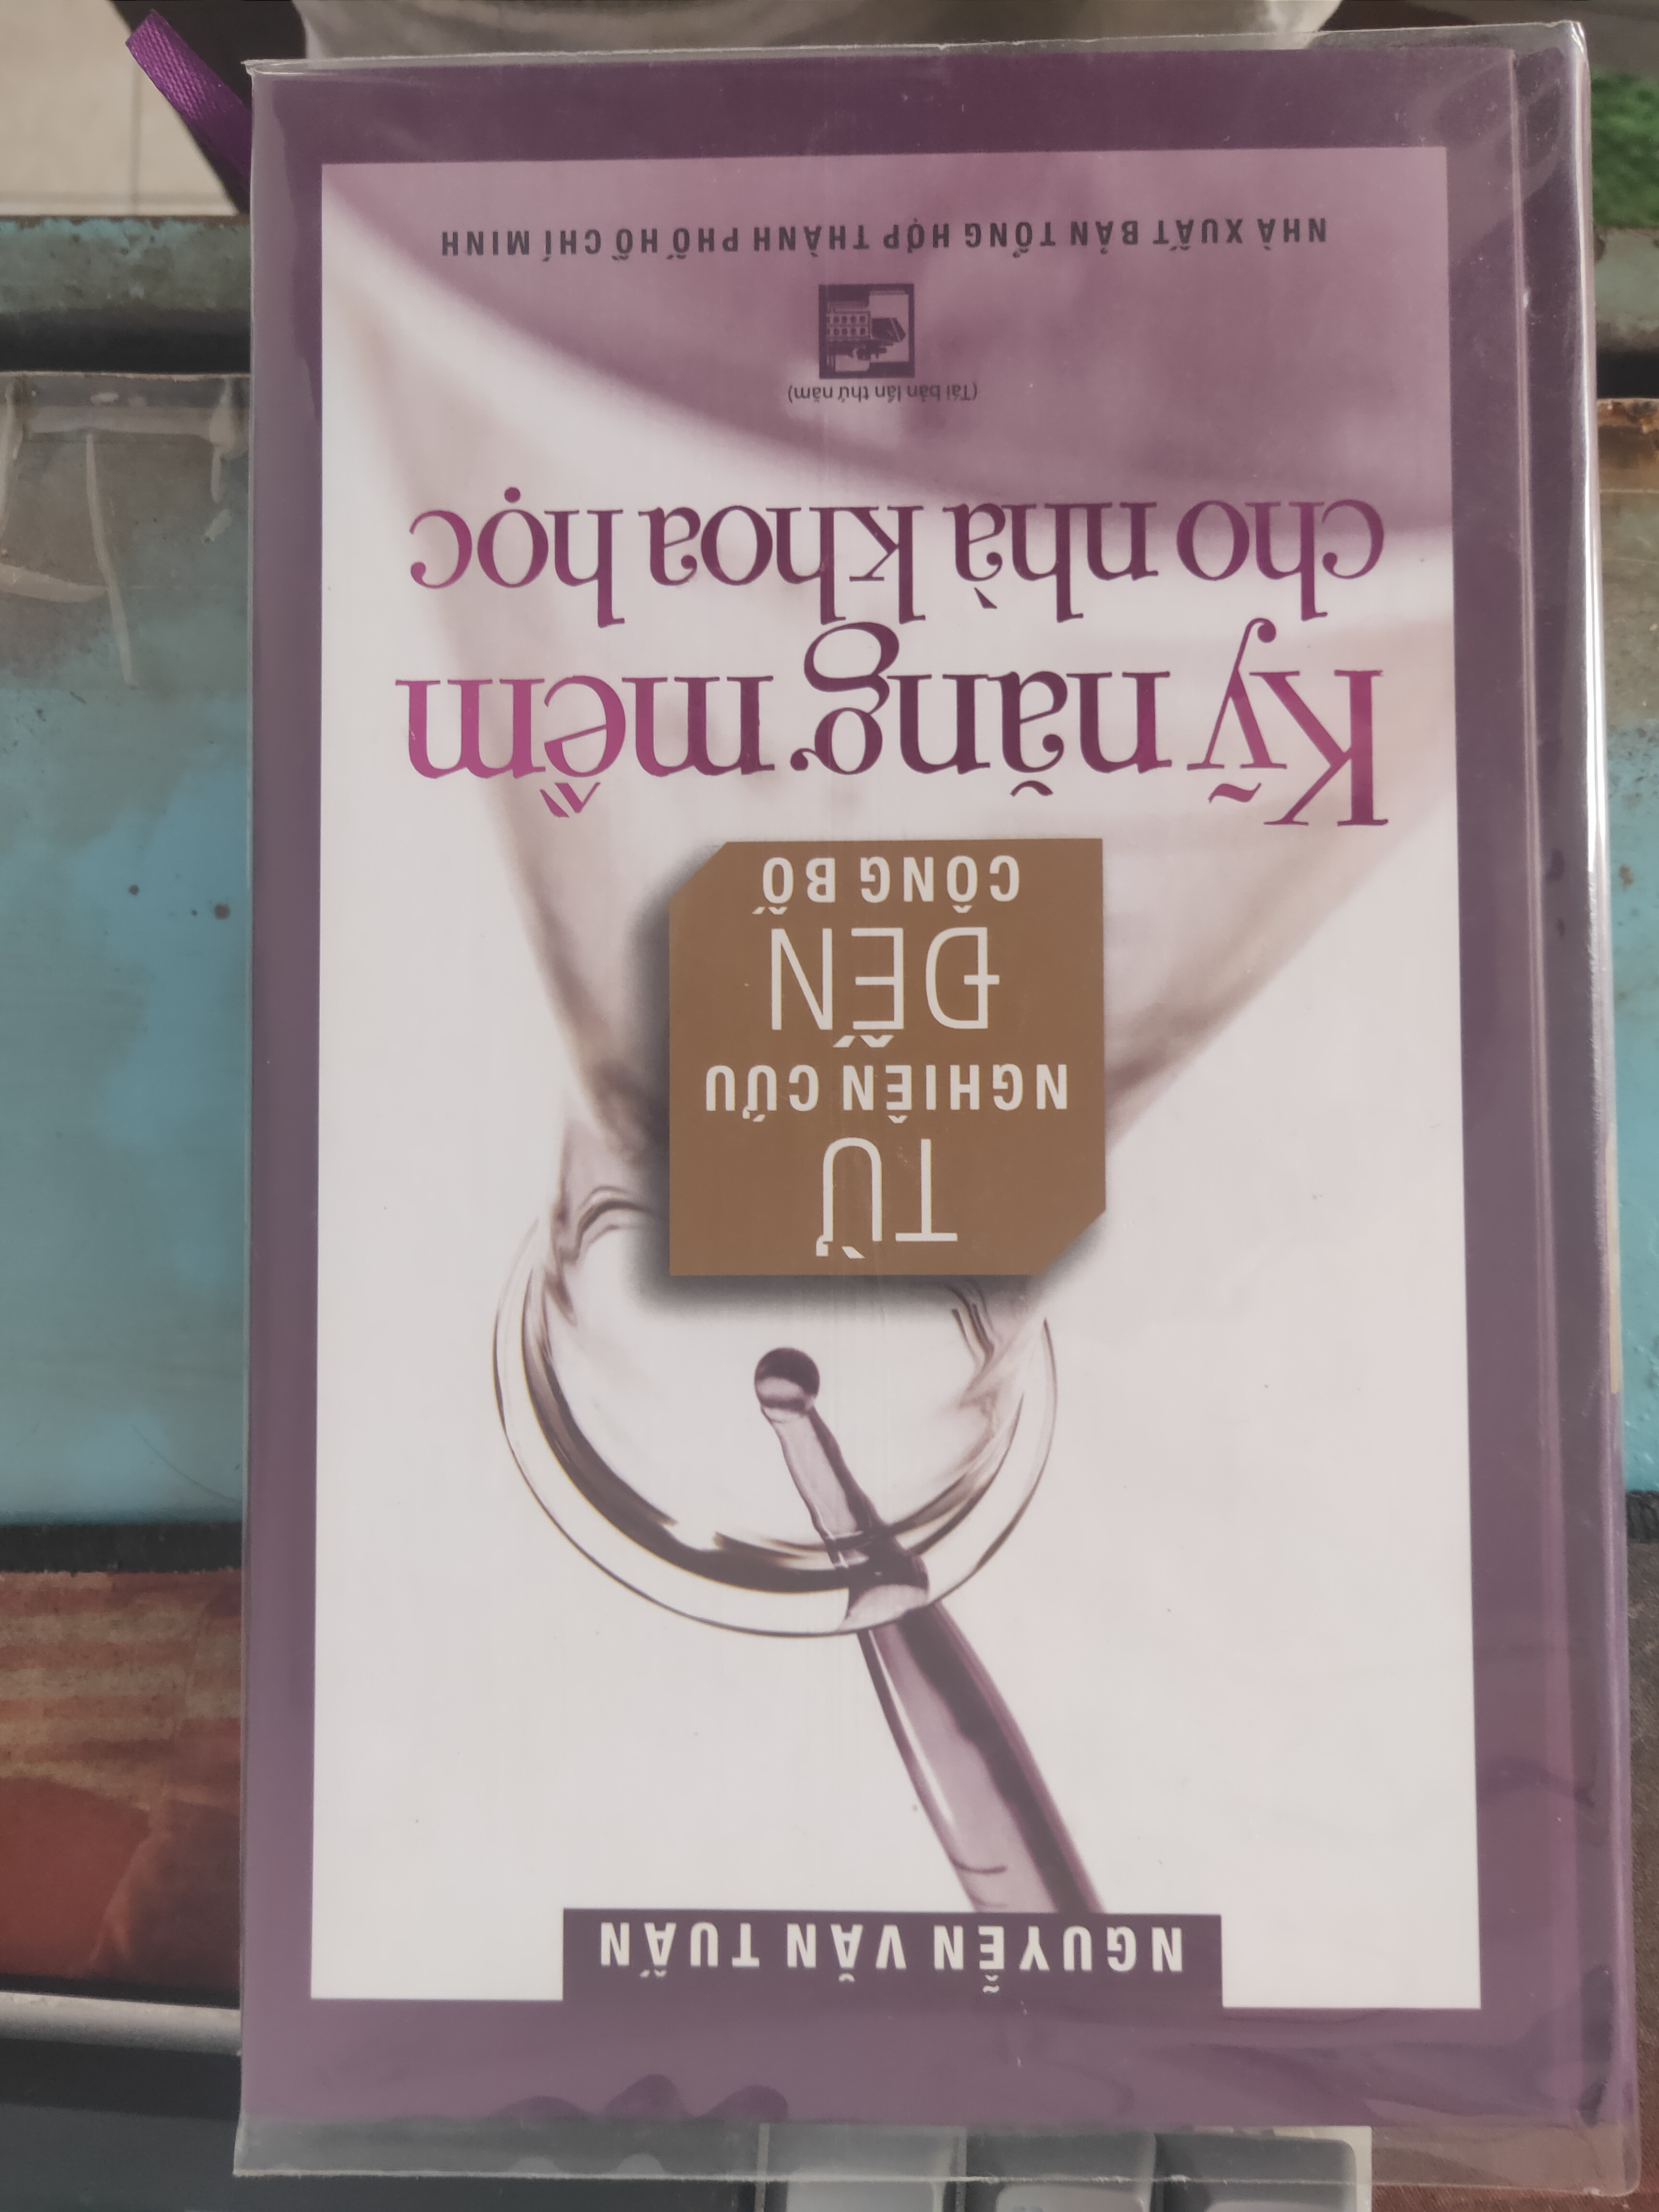 NGUYỄN VĂN TUẤN
TỪ
NGHIÊN CỨU
ĐẾN
CÔNG BỐ
Kỹ năng mềm
cho nhà khoa học
(Tái bản lần thứ năm)
NHÀ XUẤT BẢN TỔNG HỢP THÀNH PHỐ HỒ CHÍ MINH